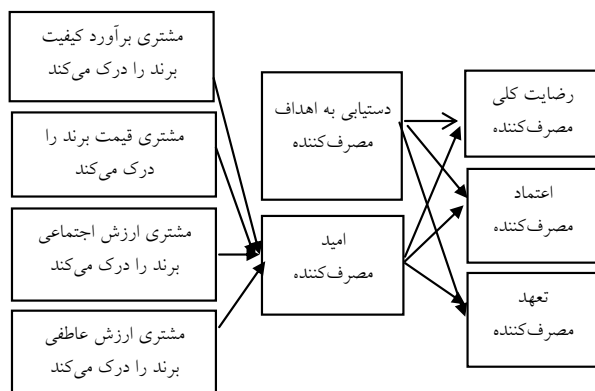 مشتری برآورد کیفیت
برند را درک می‌کند
مشتری قیمت برند را
درک می‌کند
مشتری ارزش اجتماعی
برند را درک می‌کند
مشتری ارزش عاطفی
برند را درک می‌کند
دستیابی به اهداف
مصرف‌کننده
امید
مصرف‌کننده
رضایت کلی
مصرف‌کننده
اعتماد
مصرف‌کننده
تعهد
مصرف‌کننده